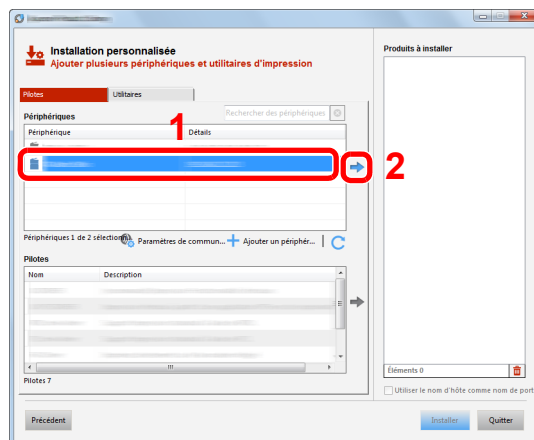 Installation personnalisée
Ajouter plusieurs périphériques et utilitaires d'impression
Produits à installer
Pilotes
Utilitaires
Périphériques
Rechercher des périphériques
1
Périphérique
Détails
2
Périphériques 1 de 2 sélection
Paramètres de commun...
Ajouter un périphér...
Pilotes
Nom
Description
Pilotes 7
Éléments 0
Utiliser le nom d'hôte comme nom de port
Précédent
Installer
Quitter